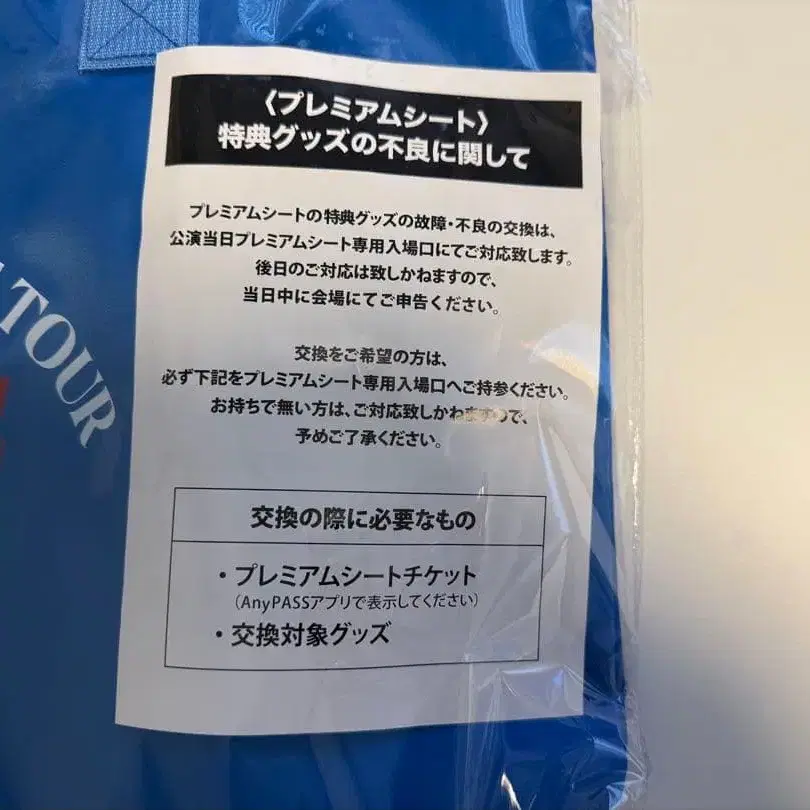 〈プレミアムシート〉
特典グッズの不良に関して
プレミアムシートの特典グッズの故障・不良の交換は、
公演当日プレミアムシート専用入場口にてご対応致します。
後日のご対応は致しかねますので、
当日中に会場にてご申告ください。
交換をご希望の方は、
必ず下記をプレミアムシート専用入場口へご持参ください。
お持ちで無い方は、ご対応致しかねますので、
予めご了承ください。
交換の際に必要なもの
・プレミアムシートチケット
(AnyPASSアプリで表示してください)
・交換対象グッズ
TOUR